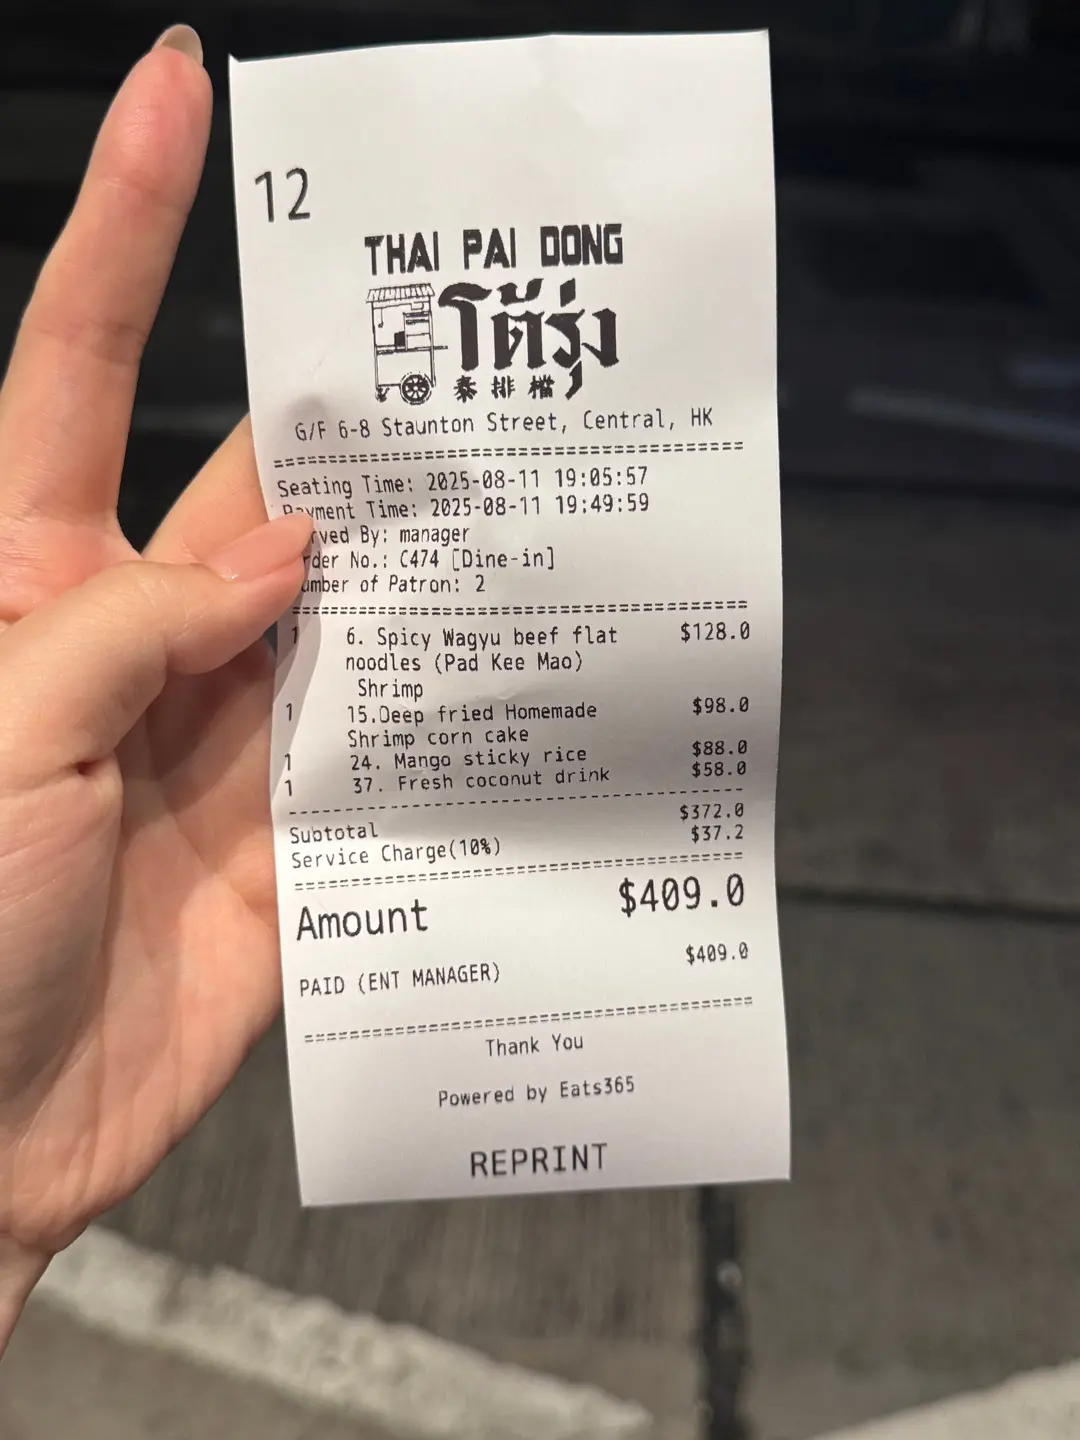 12
THAI PAI DONG
โต้รุ่ง
泰排檔
G/F 6-8 Staunton Street, Central, HK
Seating Time: 2025-08-11 19:05:57
Payment Time: 2025-08-11 19:49:59
rved By: manager
rder No.: C474 [Dine-in]
umber of Patron: 2
1 6. Spicy Wagyu beef flat $128.0
noodles (Pad Kee Mao)
Shrimp
1 15.Deep fried Homemade $98.0
Shrimp corn cake
1 24. Mango sticky rice $88.0
1 37. Fresh coconut drink $58.0
Subtotal $372.0
Service Charge(10%) $37.2
Amount $409.0
PAID (ENT MANAGER) $409.0
Thank You
Powered by Eats365
REPRINT